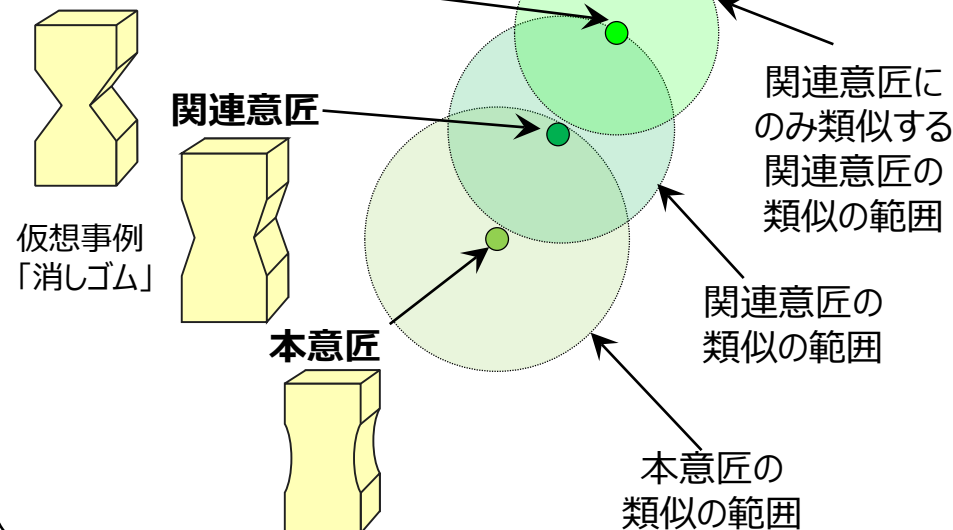 関連意匠に
のみ類似する
関連意匠の
類似の範囲
関連意匠
仮想事例
「消しゴム」
関連意匠の
類似の範囲
本意匠
本意匠の
類似の範囲